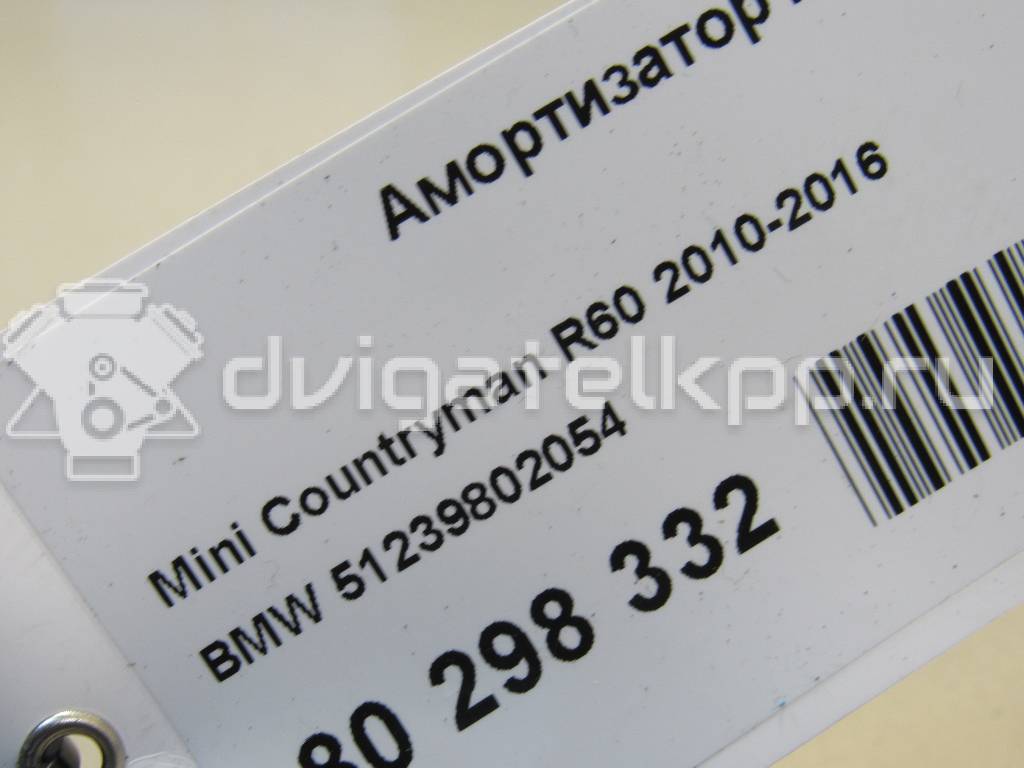 Амортизатор
Mini Countryman R60 2010-2016
BMW 51239802054
80 298 332
dvigatelkpp.ru